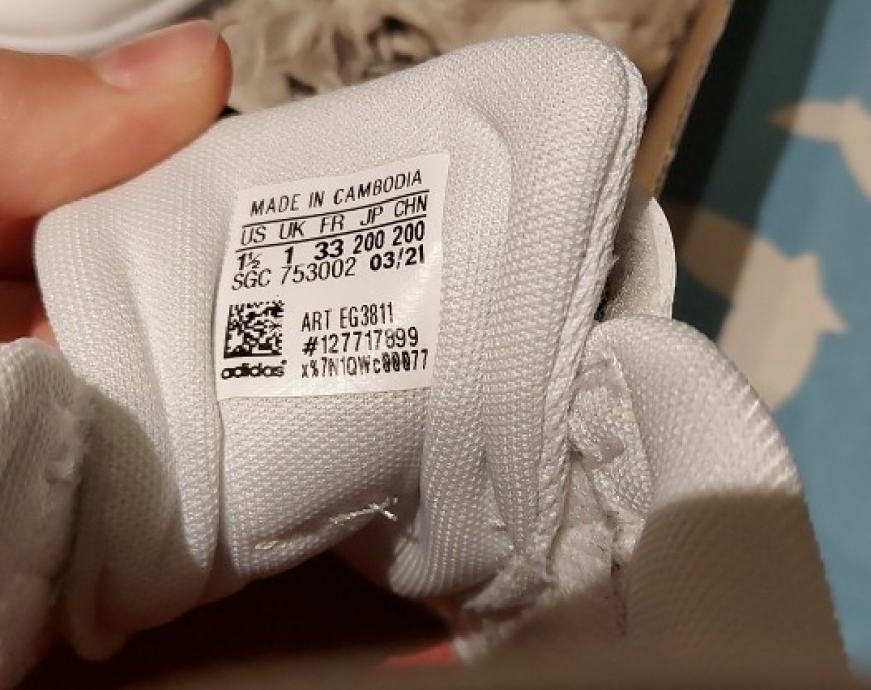 MADE IN CAMBODIA
US UK FR JP CHN
1½ 1 33 200 200
SGC 753002 03/21
ART EG3811
#127717899
adidas x%7N1QWc00077